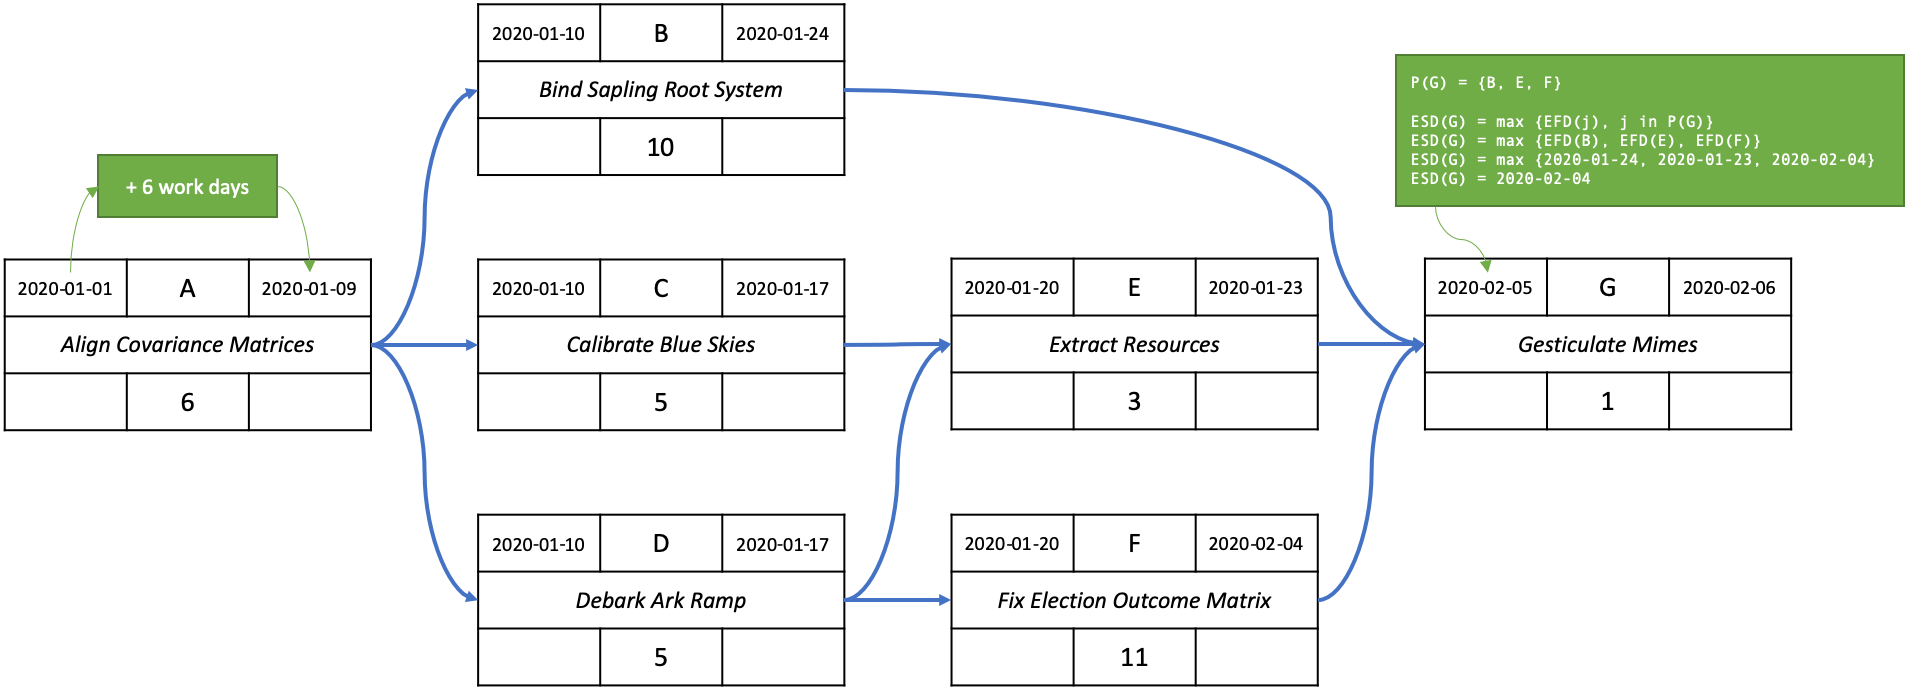 2020-01-10 B 2020-01-24
Bind Sapling Root System
10
P(G) = {B, E, F}
ESD(G) = max {EFD(j), j in P(G)}
ESD(G) = max {EFD(B), EFD(E), EFD(F)}
ESD(G) = max {2020-01-24, 2020-01-23, 2020-02-04}
ESD(G) = 2020-02-04
+ 6 work days
2020-01-01 A 2020-01-09
Align Covariance Matrices
6
2020-01-10 C 2020-01-17
Calibrate Blue Skies
5
2020-01-20 E 2020-01-23
Extract Resources
3
2020-02-05 G 2020-02-06
Gesticulate Mimes
1
2020-01-10 D 2020-01-17
Debark Ark Ramp
5
2020-01-20 F 2020-02-04
Fix Election Outcome Matrix
11